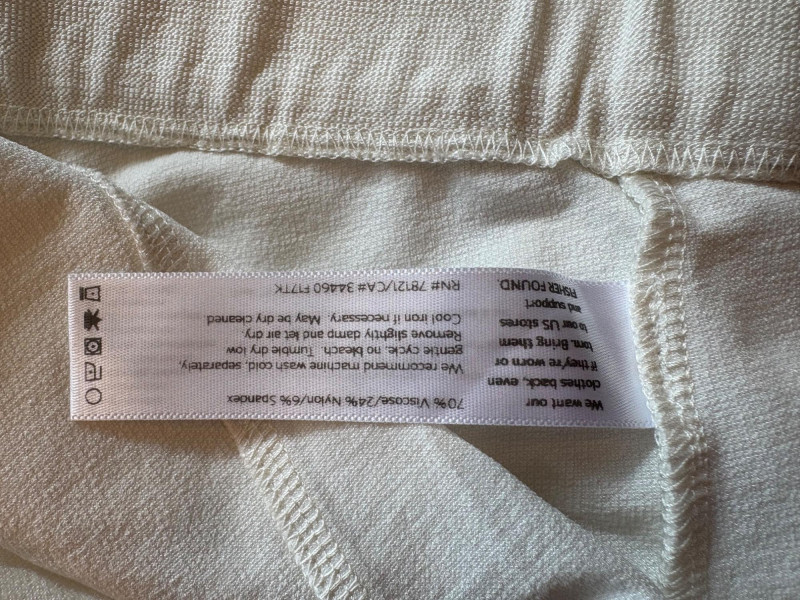 We want our
clothes back, even
if they're worn or
torn. Bring them
to our US stores
and support
FISHER FOUND.
70% Viscose/24% Nylon/6% Spandex
We recommend machine wash cold, separately,
gentle cycle, no bleach. Tumble dry low
Remove slightly damp and let air dry.
Cool iron if necessary. May be dry cleaned
RN# 78121/CA# 34460 F17TK